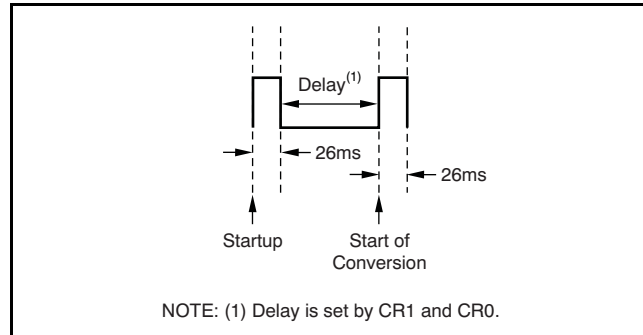 Delay(1)
26ms
26ms
Startup
Start of
Conversion
NOTE: (1) Delay is set by CR1 and CR0.